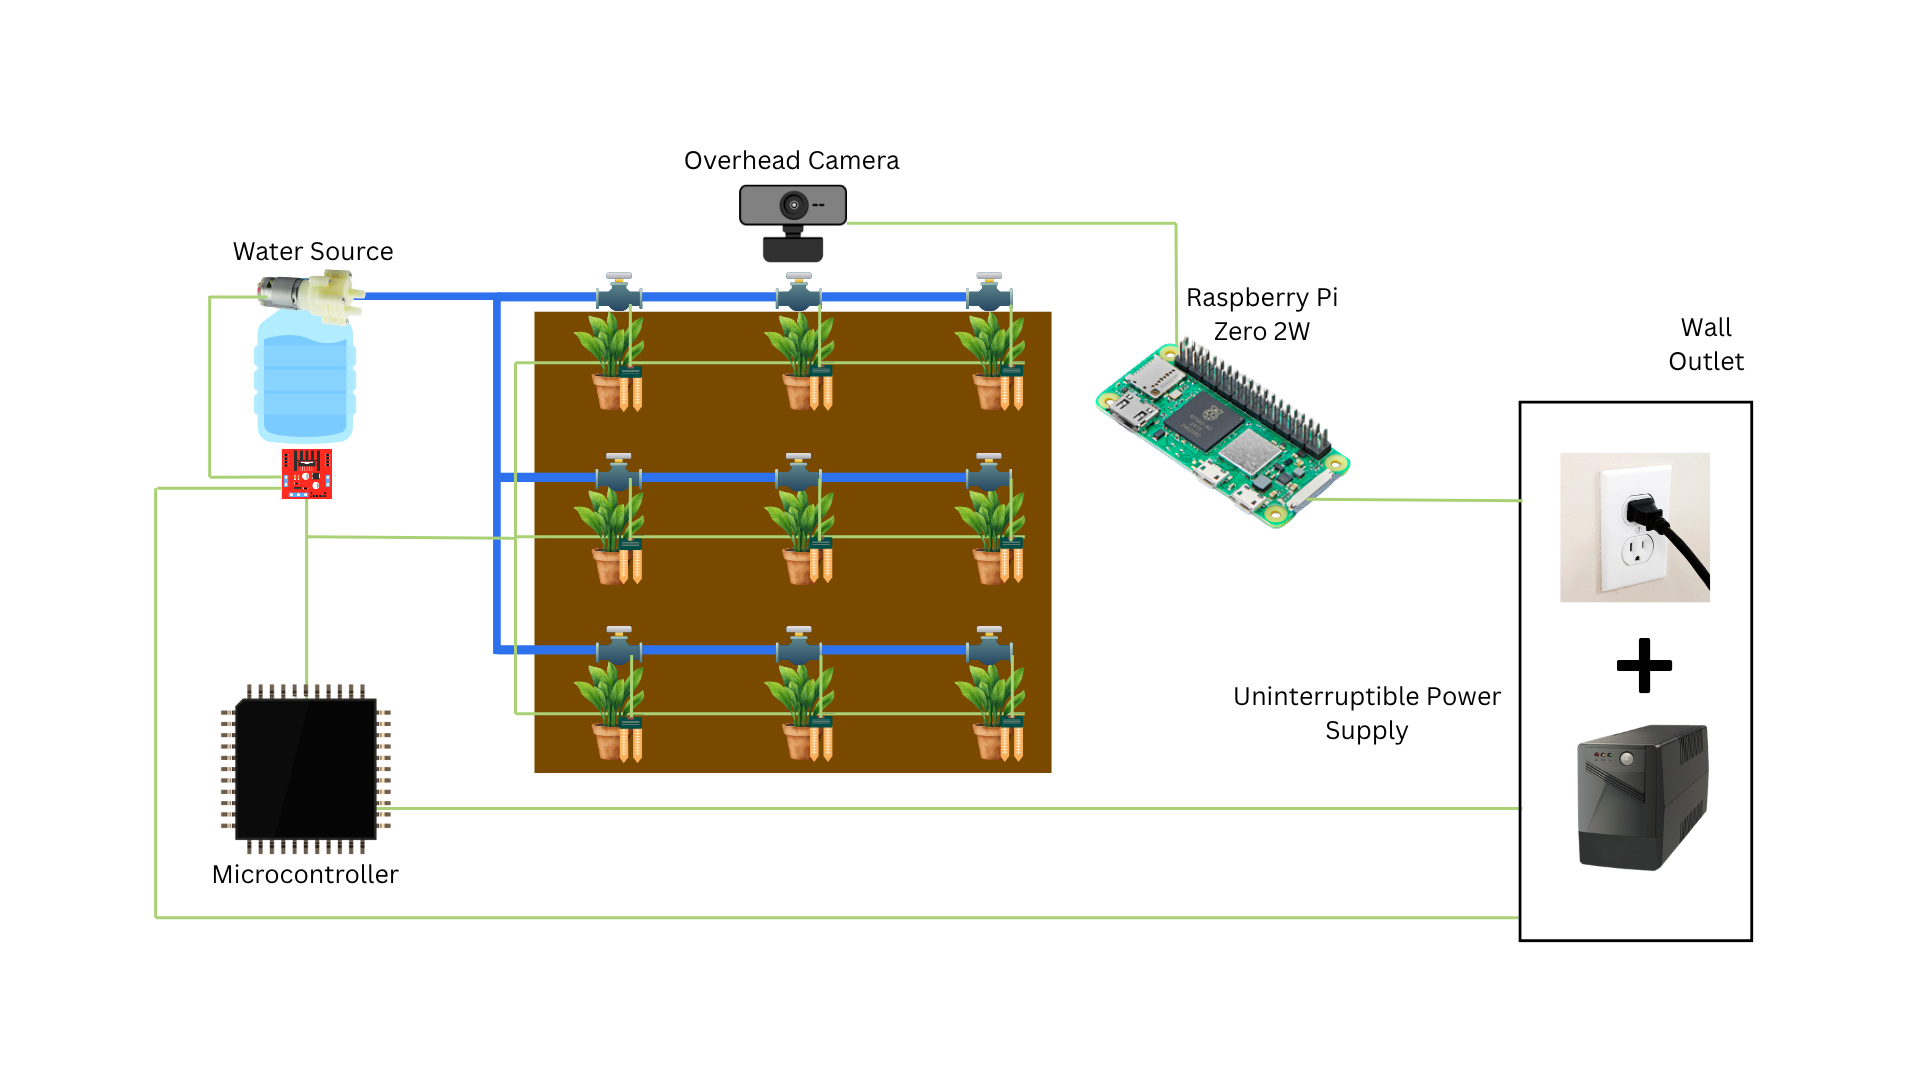 Overhead Camera
Water Source
Raspberry Pi
Zero 2W
Wall
Outlet
Uninterruptible Power
Supply
Microcontroller